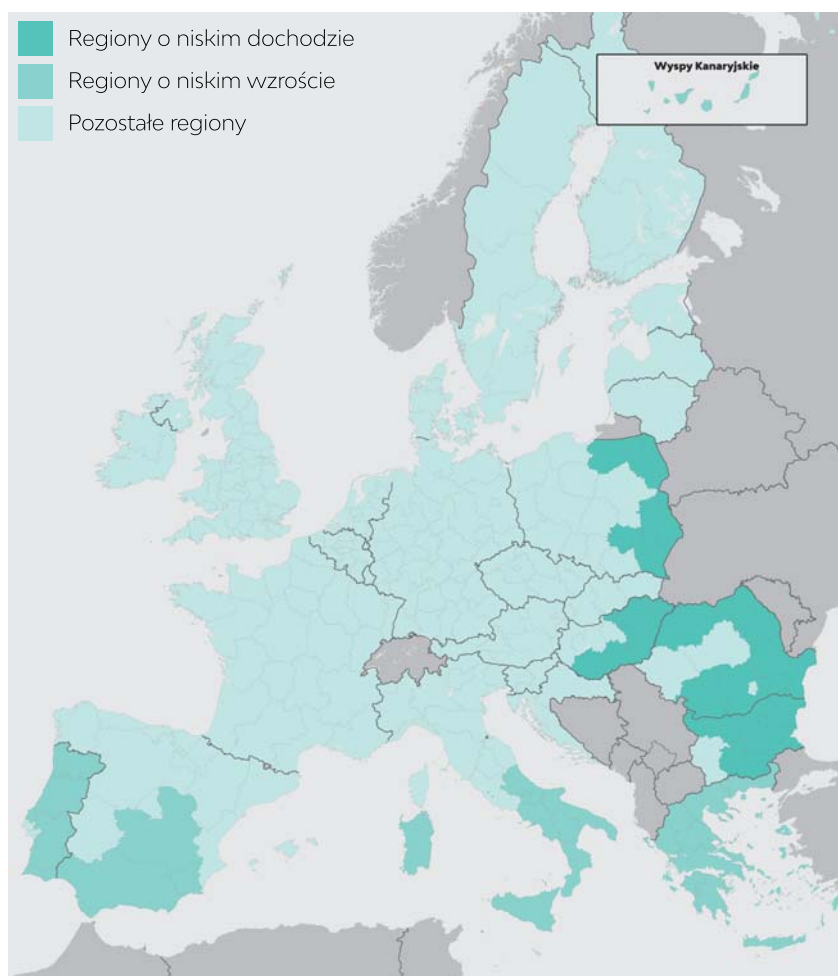 Regiony o niskim dochodzie
Regiony o niskim wzroście
Pozostałe regiony
Wyspy Kanaryjskie